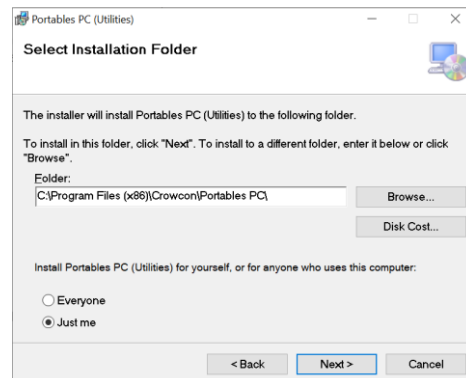 Portables PC (Utilities)
Select Installation Folder
The installer will install Portables PC (Utilities) to the following folder.
To install in this folder, click "Next". To install to a different folder, enter it below or click
"Browse".
Folder:
C:\Program Files (x86)\Crowcon\Portables PC\
Browse...
Disk Cost...
Install Portables PC (Utilities) for yourself, or for anyone who uses this computer:
Everyone
Just me
< Back
Next >
Cancel